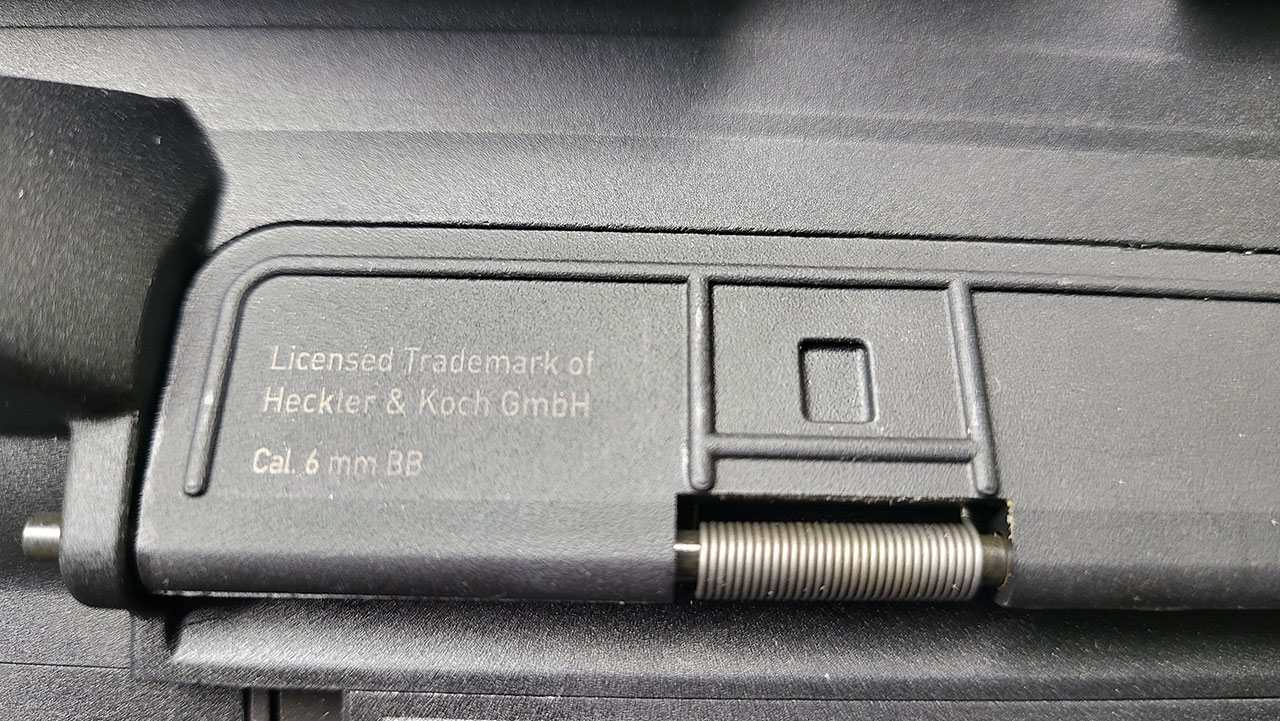 Licensed Trademark of
Heckler & Koch GmbH
Cal. 6 mm BB